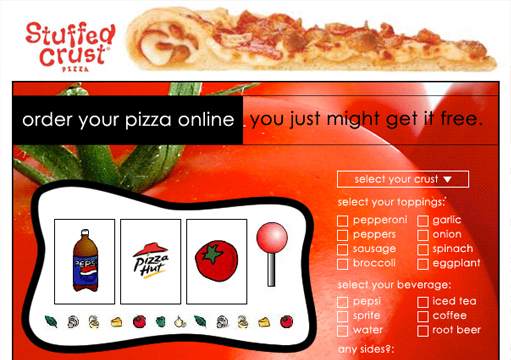 Stuffed
Crust
PIZZA
order your pizza online you just might get it free.
select your crust
select your toppings:
pepperoni garlic
peppers onion
sausage spinach
broccoli eggplant
select your beverage:
pepsi iced tea
sprite coffee
water root beer
any sides?:
PEPSI
Pizza
Hut